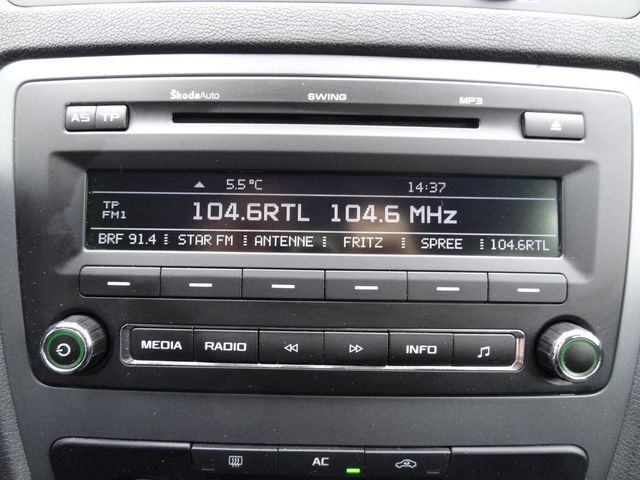 ŠkodaAuto SWING MP3
AS TP
5.5°C 14:37
TP
FM1
104.6RTL 104.6 MHz
BRF 91.4 STAR FM ANTENNE FRITZ SPREE 104.6RTL
MEDIA RADIO INFO
AC